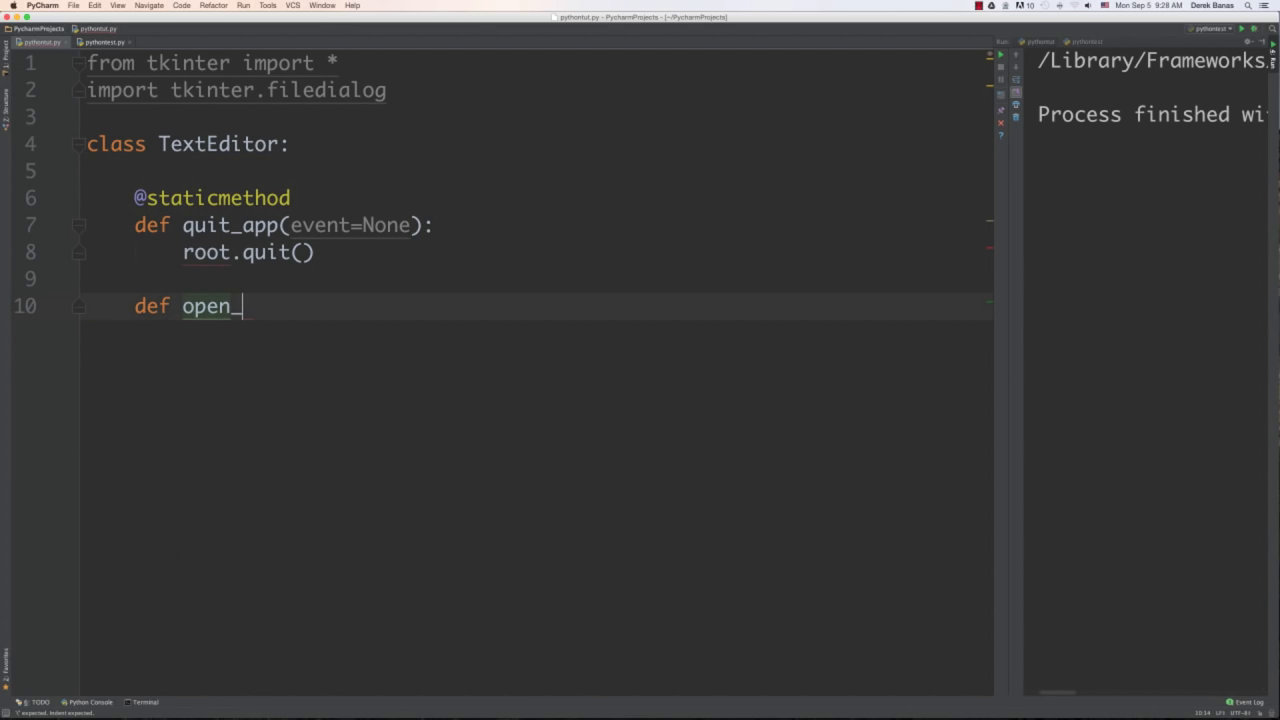 PyCharm File Edit View Navigate Code Refactor Run Tools VCS Window Help
10 Mon Sep 5 9:28 AM Derek Banas
pythontut.py - PycharmProjects - [~/PycharmProjects]
PycharmProjects pythontut.py
pythontest
pythontut.py pythontest.py
Run: pythontut pythontest
1: Project
Z: Structure
2: Favorites
4: Run
1 from tkinter import *
2 import tkinter.filedialog
3
4 class TextEditor:
5
6 @staticmethod
7 def quit_app(event=None):
8 root.quit()
9
10 def open_
/Library/Frameworks
Process finished wi
6: TODO Python Console Terminal
Event Log
'(' expected. Indent expected.
10:14 LF÷ UTF-8÷